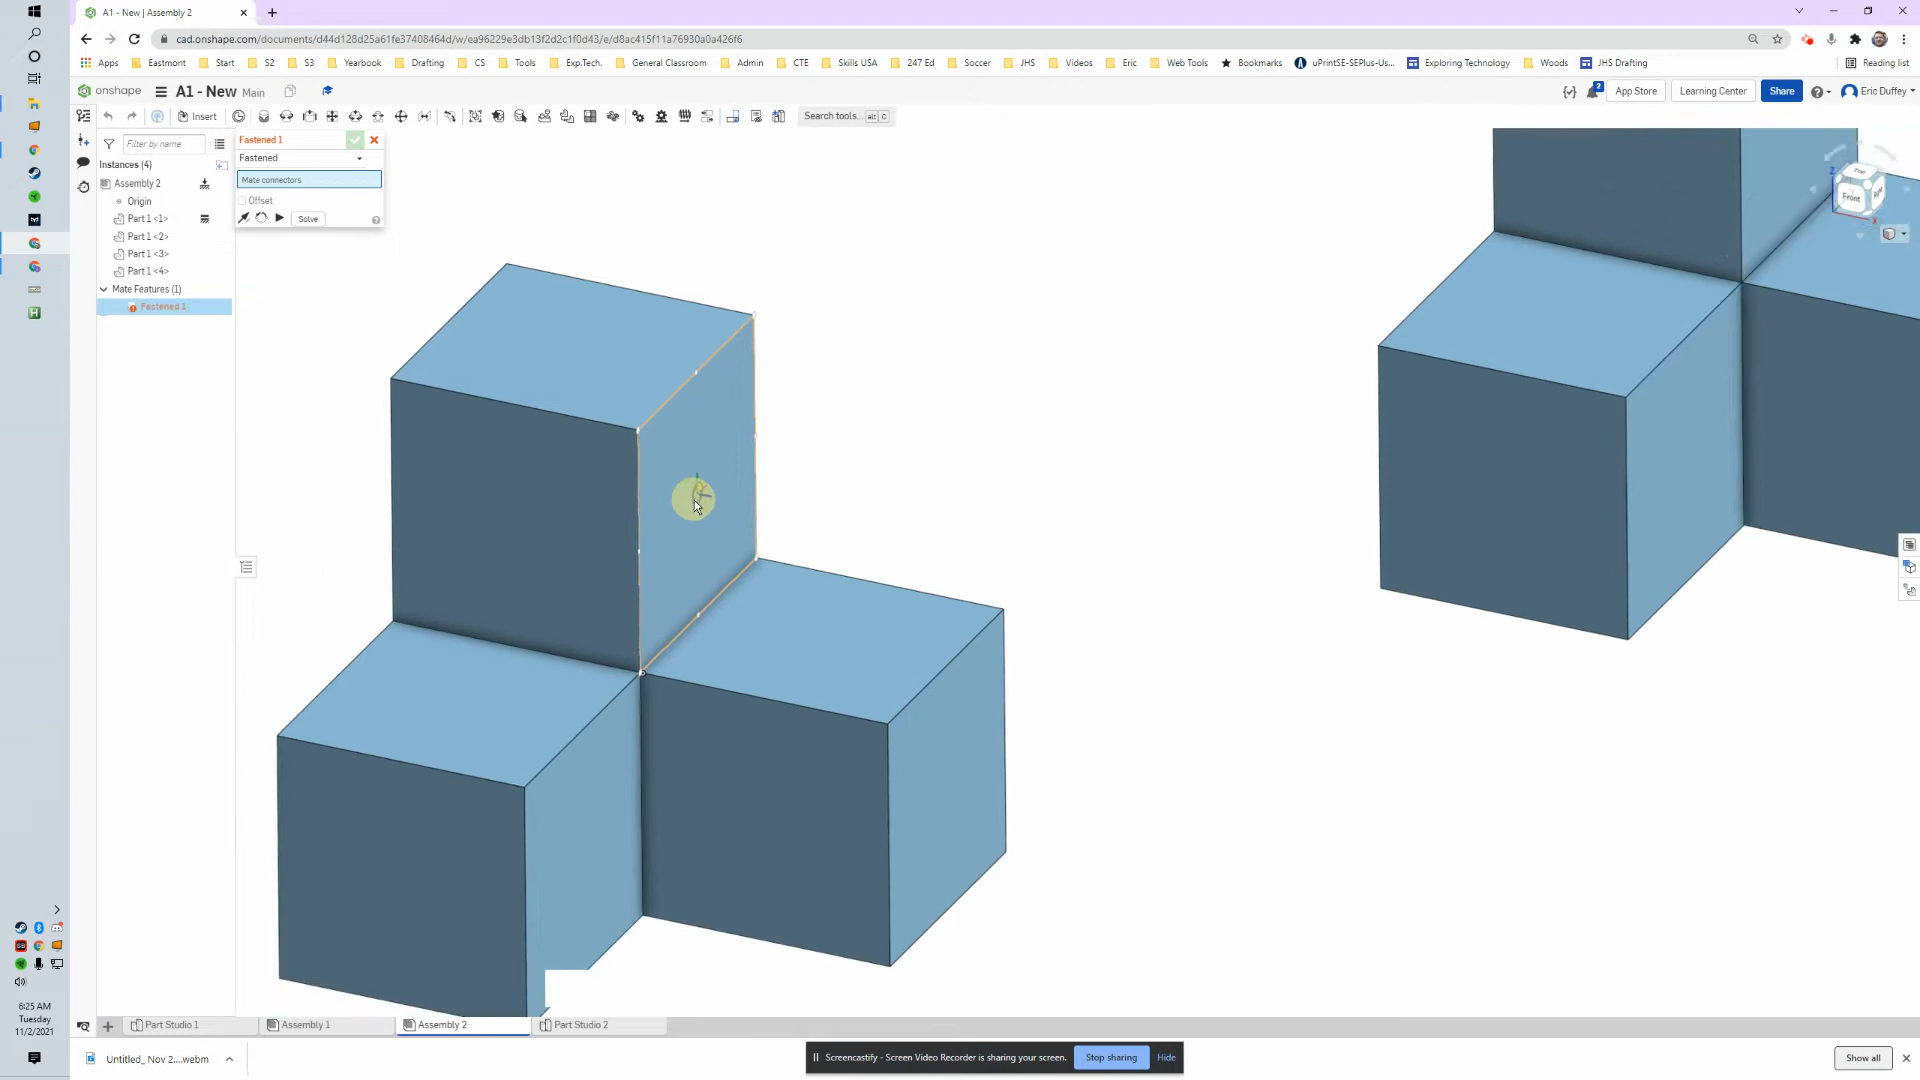 A1 - New | Assembly 2
cad.onshape.com/documents/d44d128d25a61fe37408464d/w/ea96229e3db13f2d2c1f0d43/e/d8ac415f11a76930a0a426f6
Apps Eastmont Start S2 S3 Yearbook Drafting CS Tools Exp.Tech. General Classroom Admin CTE Skills USA 247 Ed Soccer JHS Videos Eric Web Tools Bookmarks uPrintSE-SEPlus-Us... Exploring Technology Woods JHS Drafting Reading list
onshape A1 - New Main 2 App Store Learning Center Share Eric Duffey
Insert Search tools... alt C
Filter by name
Instances (4)
Assembly 2
Origin
Part 1 <1>
Part 1 <2>
Part 1 <3>
Part 1 <4>
Mate Features (1)
Fastened 1
Fastened 1
Fastened
Mate connectors
Offset
Solve
Z
Front
Right
X
6:25 AM
Tuesday
11/2/2021
Part Studio 1 Assembly 1 Assembly 2 Part Studio 2
Untitled_ Nov 2....webm
Screencastify - Screen Video Recorder is sharing your screen. Stop sharing Hide
Show all